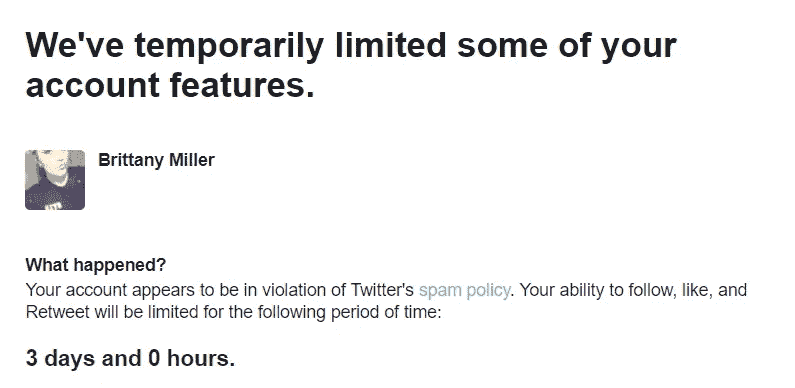 We've temporarily limited some of your
account features.
Brittany Miller
What happened?
Your account appears to be in violation of Twitter's spam policy. Your ability to follow, like, and
Retweet will be limited for the following period of time:
3 days and 0 hours.